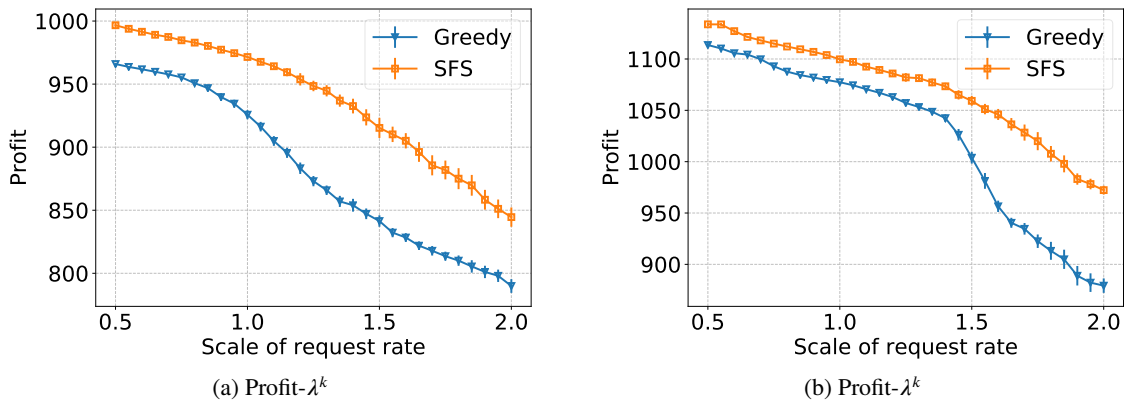 1000
950
900
850
800
Profit
0.5 1.0 1.5 2.0
Scale of request rate
Greedy
SFS
(a) Profit-λᵏ
1100
1050
1000
950
900
Profit
0.5 1.0 1.5 2.0
Scale of request rate
Greedy
SFS
(b) Profit-λᵏ